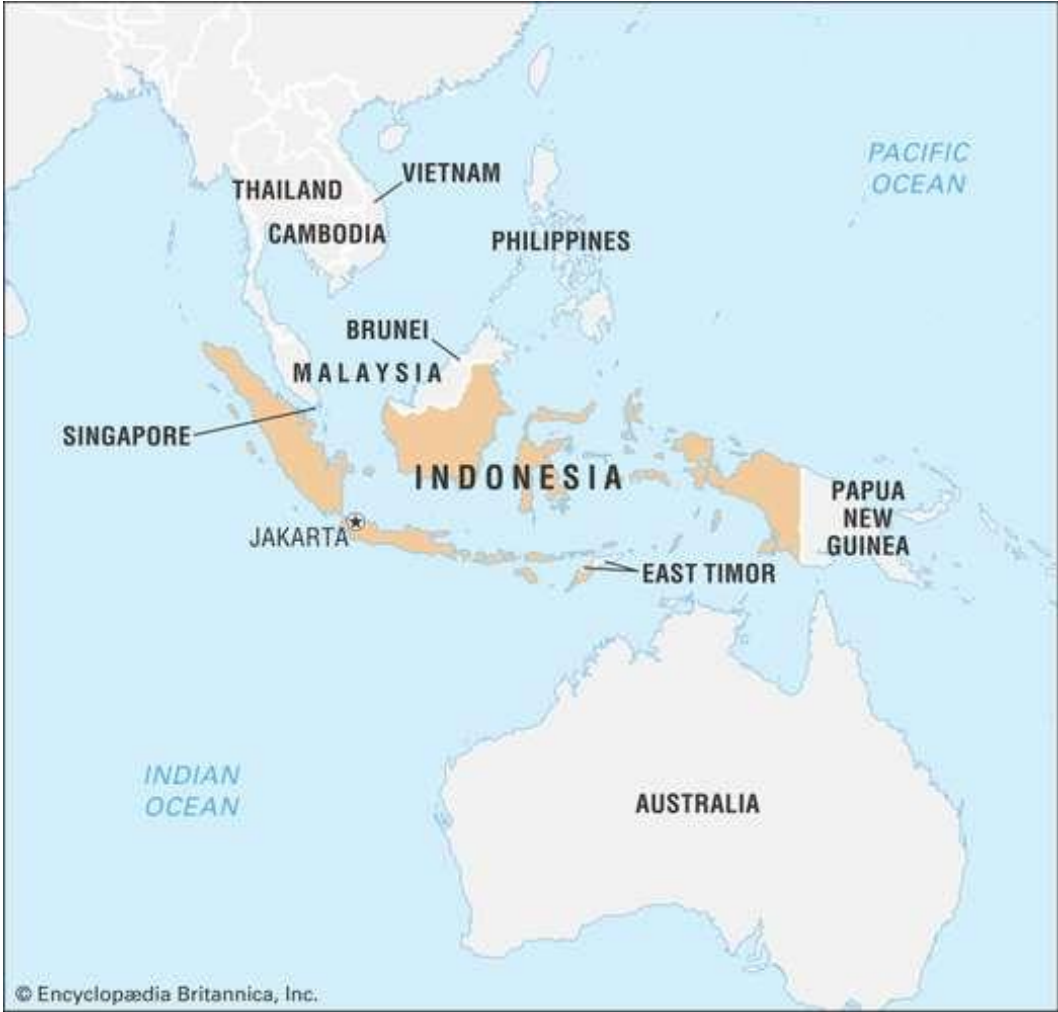 PACIFIC
OCEAN
VIETNAM
THAILAND
CAMBODIA
PHILIPPINES
BRUNEI
MALAYSIA
SINGAPORE
INDONESIA
PAPUA
NEW
GUINEA
JAKARTA
EAST TIMOR
INDIAN
OCEAN
AUSTRALIA
© Encyclopædia Britannica, Inc.